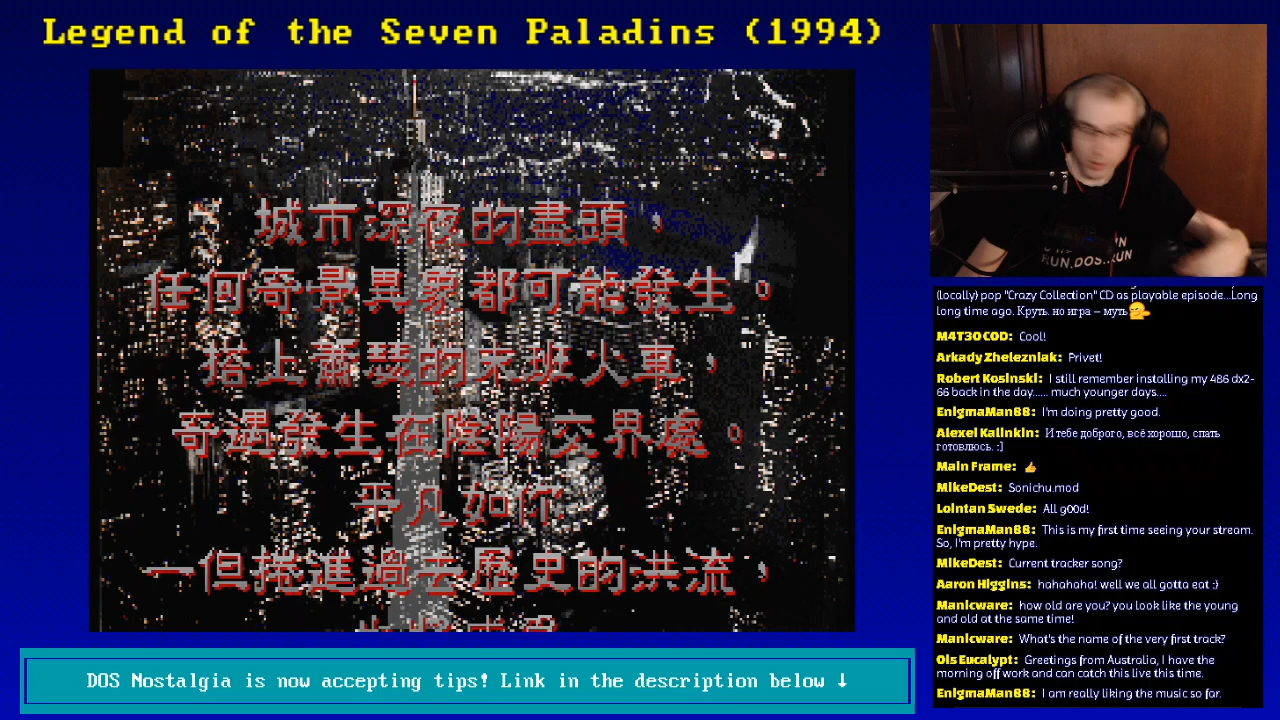 Legend of the Seven Paladins (1994)
城市深夜的盡頭，
任何奇景異象都可能發生。
搭上蕭瑟的末班火車，
奇遇發生在陰陽交界處。
平凡如你
一但捲進過去歷史的洪流，
DOS Nostalgia is now accepting tips! Link in the description below ↓
RUN.DOS.RUN
(locally) pop "Crazy Collection" CD as playable episode...Long
long time ago. Круть. но игра – муть
M4T30COD: Cool!
Arkady Zhelezniak: Privet!
Robert Kosinski: I still remember installing my 486 dx2-
66 back in the day..... much younger days....
EnigmaMan88: I'm doing pretty good.
Alexei Kalinkin: И тебе доброго, всё хорошо, спать
готовлюсь. :]
Main Frame: 👍
MikeDest: Sonichu.mod
Lointan Swede: All g00d!
EnigmaMan88: This is my first time seeing your stream.
So, I'm pretty hype.
MikeDest: Current tracker song?
Aaron Higgins: hahahaha! well we all gotta eat :)
Manicware: how old are you? you look like the young
and old at the same time!
Manicware: What's the name of the very first track?
Ois Eucalypt: Greetings from Australia, I have the
morning off work and can catch this live this time.
EnigmaMan88: I am really liking the music so far.